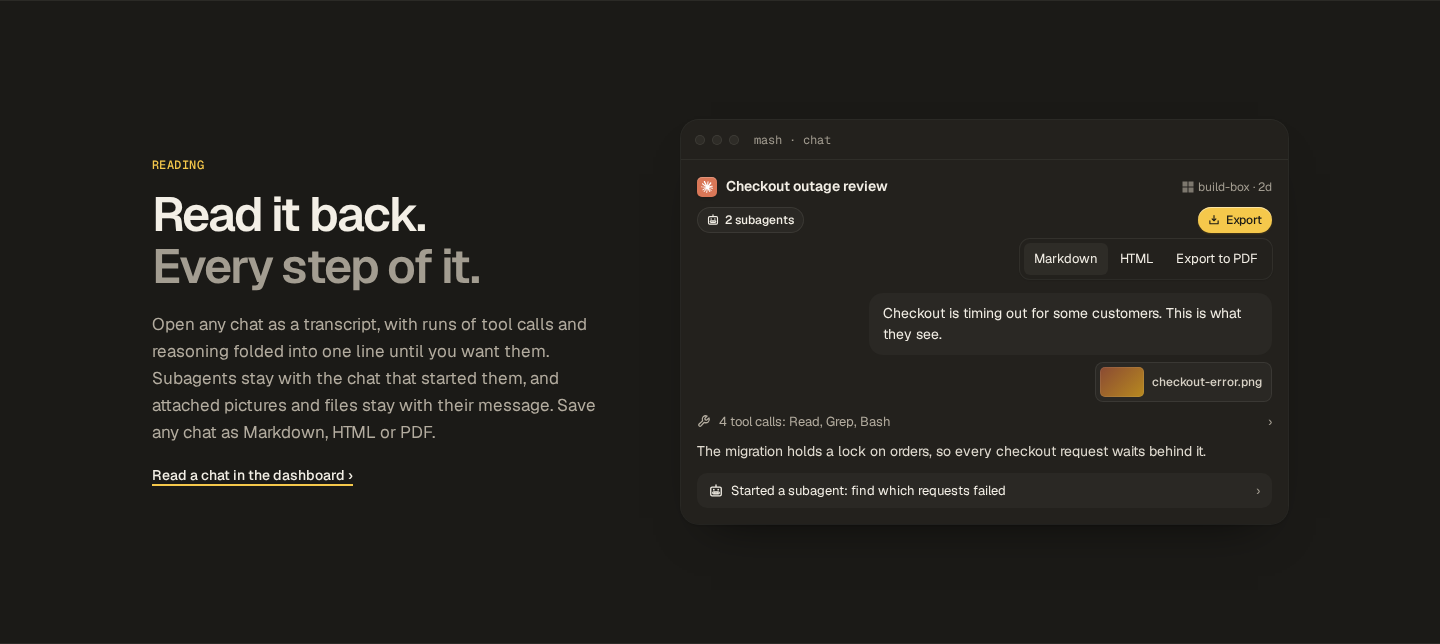 READING
Read it back.
Every step of it.
Open any chat as a transcript, with runs of tool calls and
reasoning folded into one line until you want them.
Subagents stay with the chat that started them, and
attached pictures and files stay with their message. Save
any chat as Markdown, HTML or PDF.
Read a chat in the dashboard ›
mash · chat
Checkout outage review
build-box · 2d
2 subagents
Export
Markdown HTML Export to PDF
Checkout is timing out for some customers. This is what
they see.
checkout-error.png
4 tool calls: Read, Grep, Bash ›
The migration holds a lock on orders, so every checkout request waits behind it.
Started a subagent: find which requests failed ›